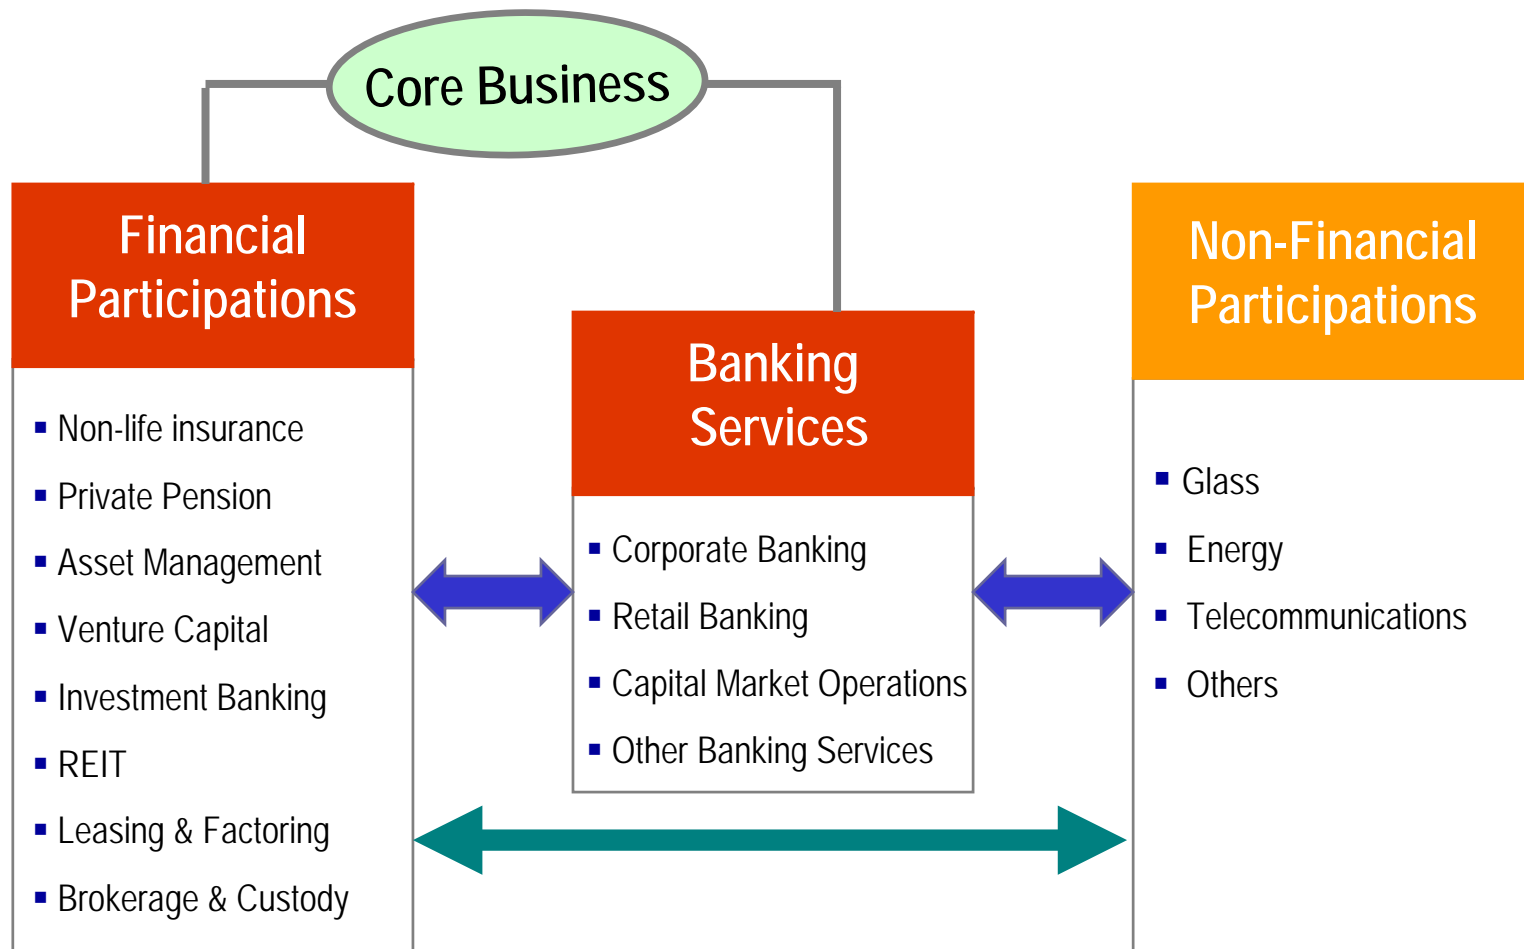 Core Business
Financial
Participations
Non-life insurance
Private Pension
Asset Management
Venture Capital
Investment Banking
REIT
Leasing & Factoring
Brokerage & Custody
Banking
Services
Corporate Banking
Retail Banking
Capital Market Operations
Other Banking Services
Non-Financial
Participations
Glass
Energy
Telecommunications
Others